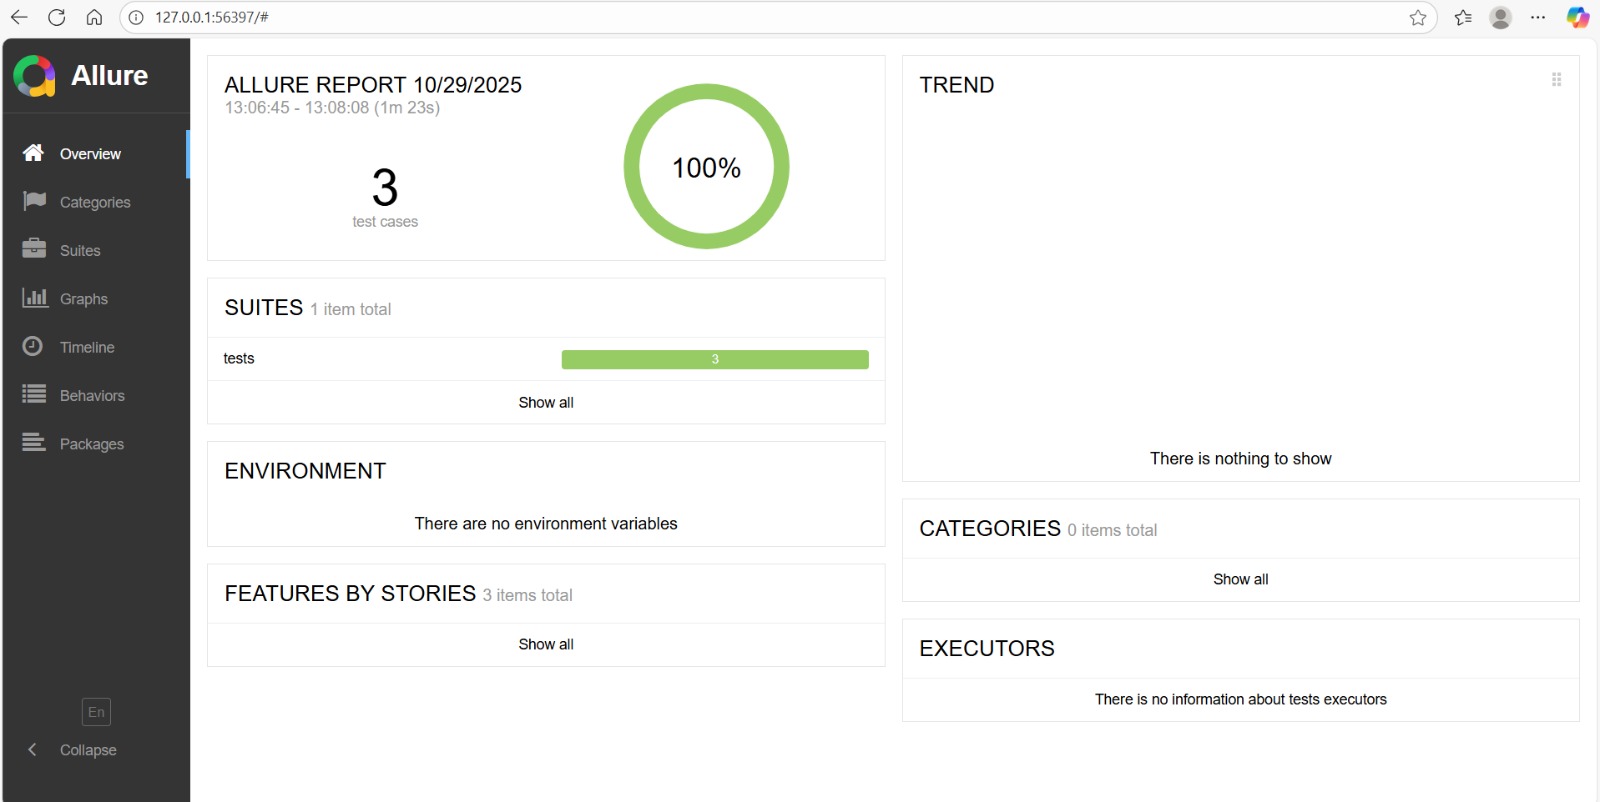 127.0.0.1:56397/#
Allure
Overview
Categories
Suites
Graphs
Timeline
Behaviors
Packages
En
Collapse
ALLURE REPORT 10/29/2025
13:06:45 - 13:08:08 (1m 23s)
3
test cases
100%
SUITES 1 item total
tests 3
Show all
ENVIRONMENT
There are no environment variables
FEATURES BY STORIES 3 items total
Show all
TREND
There is nothing to show
CATEGORIES 0 items total
Show all
EXECUTORS
There is no information about tests executors